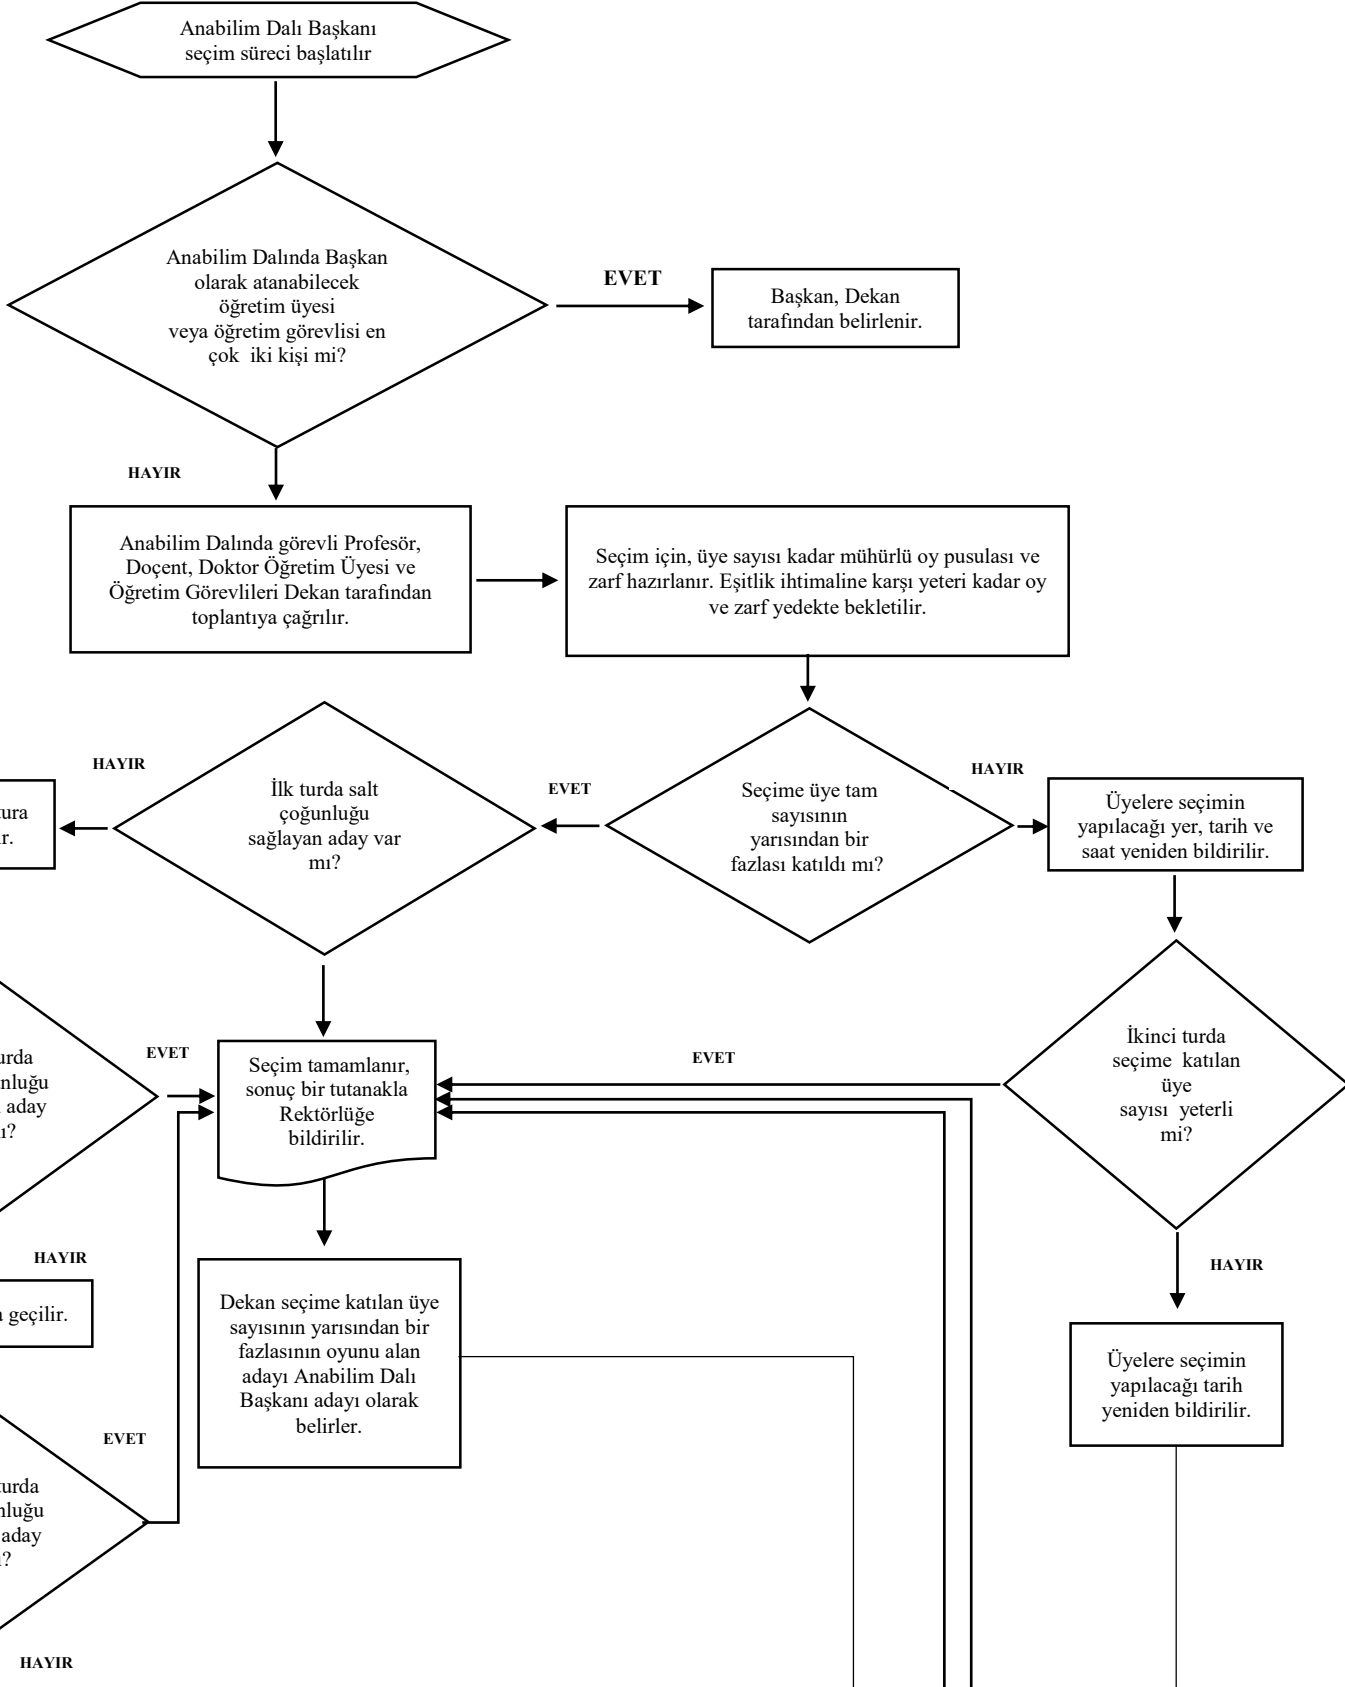 Anabilim Dalı Başkanı
seçim süreci başlatılır
Anabilim Dalında Başkan
olarak atanabilecek
öğretim üyesi
veya öğretim görevlisi en
çok iki kişi mi?
EVET
Başkan, Dekan
tarafından belirlenir.
HAYIR
Anabilim Dalında görevli Profesör,
Doçent, Doktor Öğretim Üyesi ve
Öğretim Görevlileri Dekan tarafından
toplantıya çağrılır.
Seçim için, üye sayısı kadar mühürlü oy pusulası ve
zarf hazırlanır. Eşitlik ihtimaline karşı yeteri kadar oy
ve zarf yedekte bekletilir.
HAYIR
İlk turda salt
çoğunluğu
sağlayan aday var
mı?
EVET
Seçime üye tam
sayısının
yarısından bir
fazlası katıldı mı?
HAYIR
Üyelere seçimin
yapılacağı yer, tarih ve
saat yeniden bildirilir.
aday
EVET
Seçim tamamlanır,
sonuç bir tutanakla
Rektörlüğe
bildirilir.
EVET
İkinci turda
seçime katılan
üye
sayısı yeterli
mi?
HAYIR
geçilir.
Dekan seçime katılan üye
sayısının yarısından bir
fazlasının oyunu alan
adayı Anabilim Dalı
Başkanı adayı olarak
belirler.
HAYIR
Üyelere seçimin
yapılacağı tarih
yeniden bildirilir.
EVET
aday
HAYIR